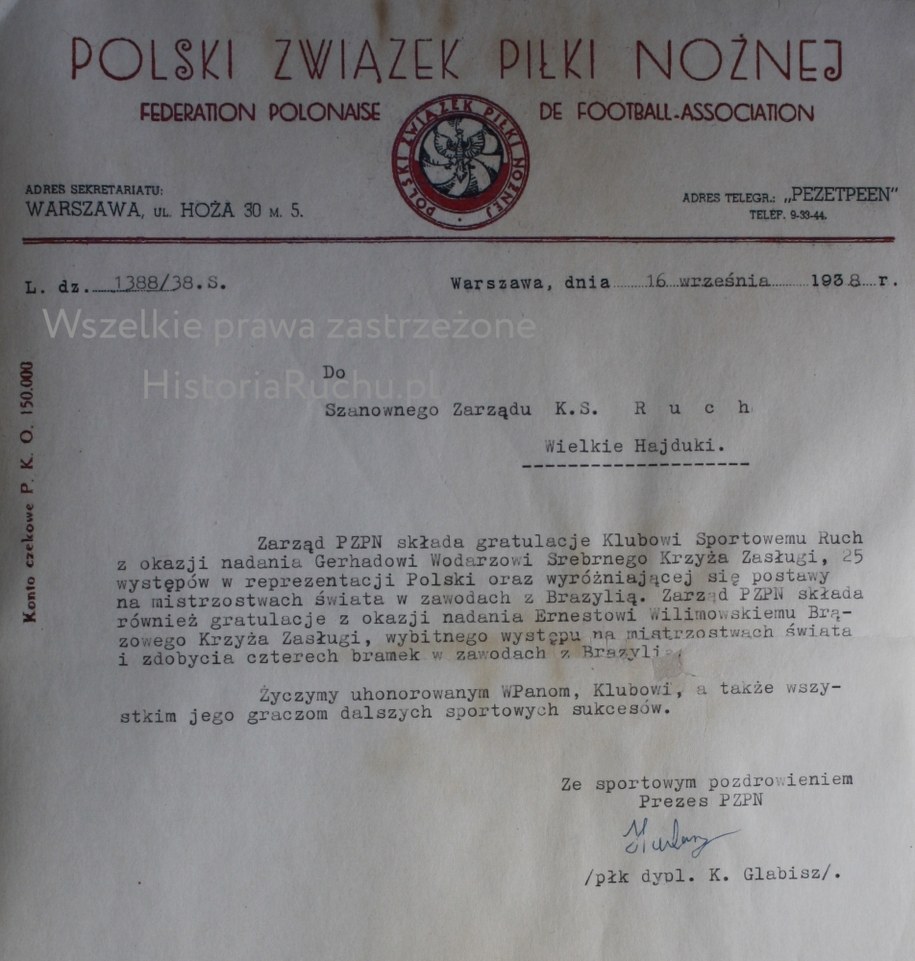 POLSKI ZWIĄZEK PIŁKI NOŻNEJ
FEDERATION POLONAISE DE FOOTBALL-ASSOCIATION
POLSKI ZWIĄZEK PIŁKI NOŻNEJ
ADRES SEKRETARIATU:
WARSZAWA, UL. HOŻA 30 M. 5.
ADRES TELEGR.: „PEZETPEEN"
TELEF. 9-33-44.
L. dz. 1388/38.S.
Warszawa, dnia 16 września 1938 r.
Wszelkie prawa zastrzeżone
HistoriaRuchu.pl
Konto czekowe P. K. O. 150.000
Do
Szanownego Zarządu K.S. R u c h
Wielkie Hajduki.
Zarząd PZPN składa gratulacje Klubowi Sportowemu Ruch
z okazji nadania Gerhadowi Wodarzowi Srebrnego Krzyża Zasługi, 25
występów w reprezentacji Polski oraz wyróżniającej się postawy
na mistrzostwach świata w zawodach z Brazylią. Zarząd PZPN składa
również gratulacje z okazji nadania Ernestowi Wilimowskiemu Brą-
zowego Krzyża Zasługi, wybitnego występu na mistrzostwach świata
i zdobycia czterech bramek w zawodach z Brazylią.
Życzymy uhonorowanym WPanom, Klubowi, a także wszy-
stkim jego graczom dalszych sportowych sukcesów.
Ze sportowym pozdrowieniem
Prezes PZPN
/płk dypl. K. Glabisz/.